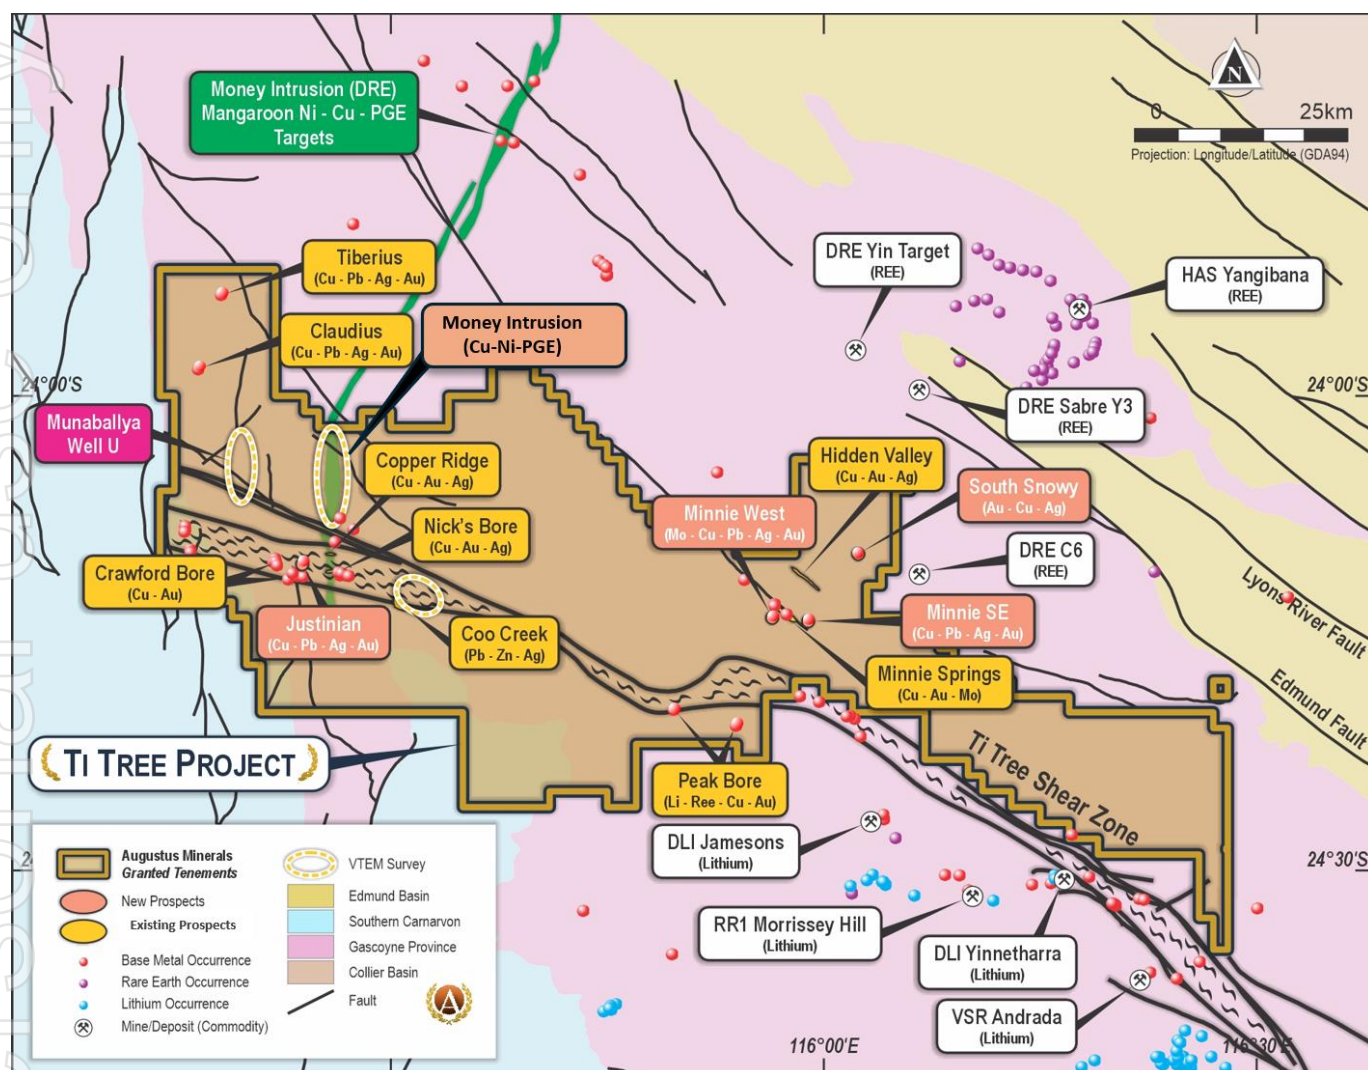 Money Intrusion (DRE)
Mangaroon Ni - Cu - PGE
Targets
N
0 25km
Projection: Longitude/Latitude (GDA94)
Tiberius
(Cu - Pb - Ag - Au)
DRE Yin Target
(REE)
HAS Yangibana
(REE)
Claudius
(Cu - Pb - Ag - Au)
Money Intrusion
(Cu-Ni-PGE)
24°00'S
24°00'S
DRE Sabre Y3
(REE)
Munaballya
Well U
Copper Ridge
(Cu - Au - Ag)
Hidden Valley
(Cu - Au - Ag)
South Snowy
(Au - Cu - Ag)
Minnie West
(Mo - Cu - Pb - Ag - Au)
Nick's Bore
(Cu - Au - Ag)
DRE C6
(REE)
Crawford Bore
(Cu - Au)
Lyons River Fault
Justinian
(Cu - Pb - Ag - Au)
Coo Creek
(Pb - Zn - Ag)
Minnie SE
(Cu - Pb - Ag - Au)
Minnie Springs
(Cu - Au - Mo)
Edmund Fault
TI TREE PROJECT
Peak Bore
(Li - Ree - Cu - Au)
Ti Tree Shear Zone
DLI Jamesons
(Lithium)
24°30'S
RR1 Morrissey Hill
(Lithium)
DLI Yinnetharra
(Lithium)
VSR Andrada
(Lithium)
116°00'E
116°30'E
Augustus Minerals
Granted Tenements
New Prospects
Existing Prospects
Base Metal Occurrence
Rare Earth Occurrence
Lithium Occurrence
Mine/Deposit (Commodity)
VTEM Survey
Edmund Basin
Southern Carnarvon
Gascoyne Province
Collier Basin
Fault
A